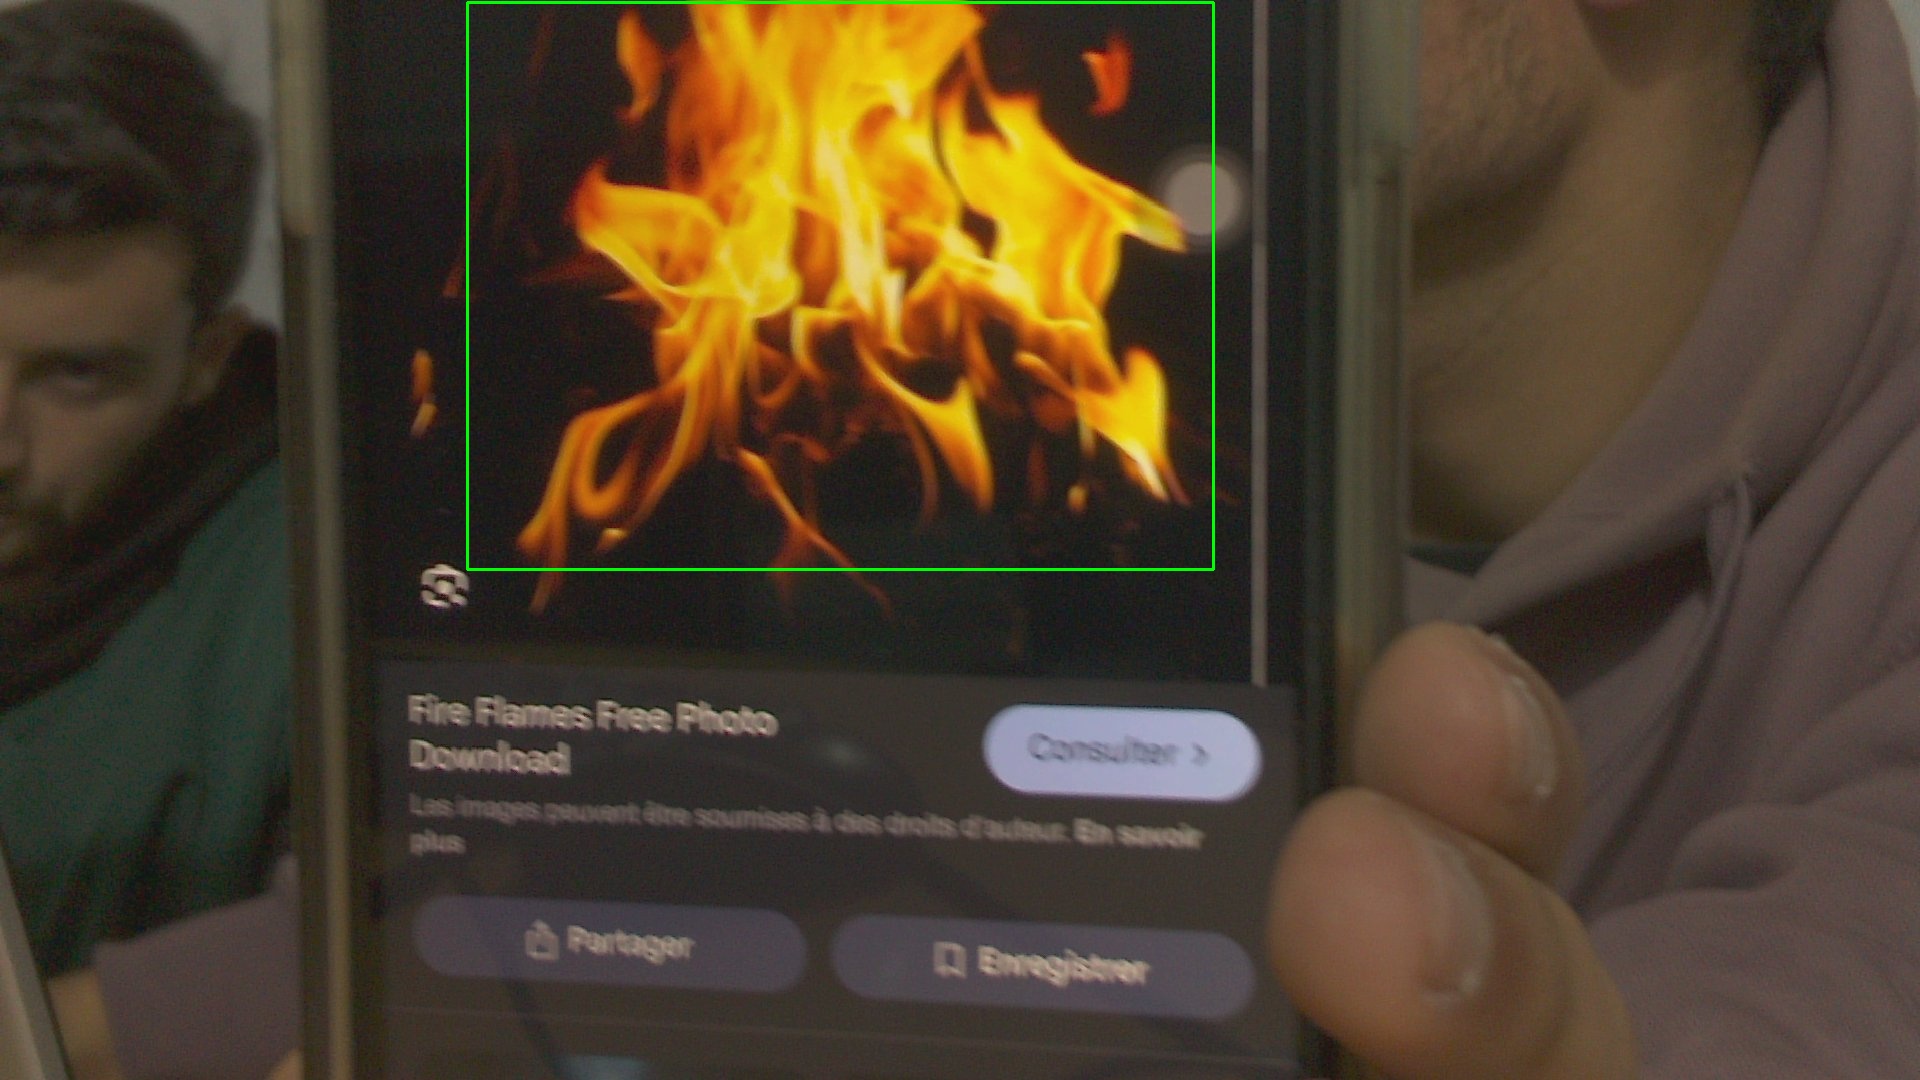 Fire Flames Free Photo
Download
Consulter >
Les images peuvent être soumises à des droits d'auteur. En savoir
plus
Partager
Enregistrer